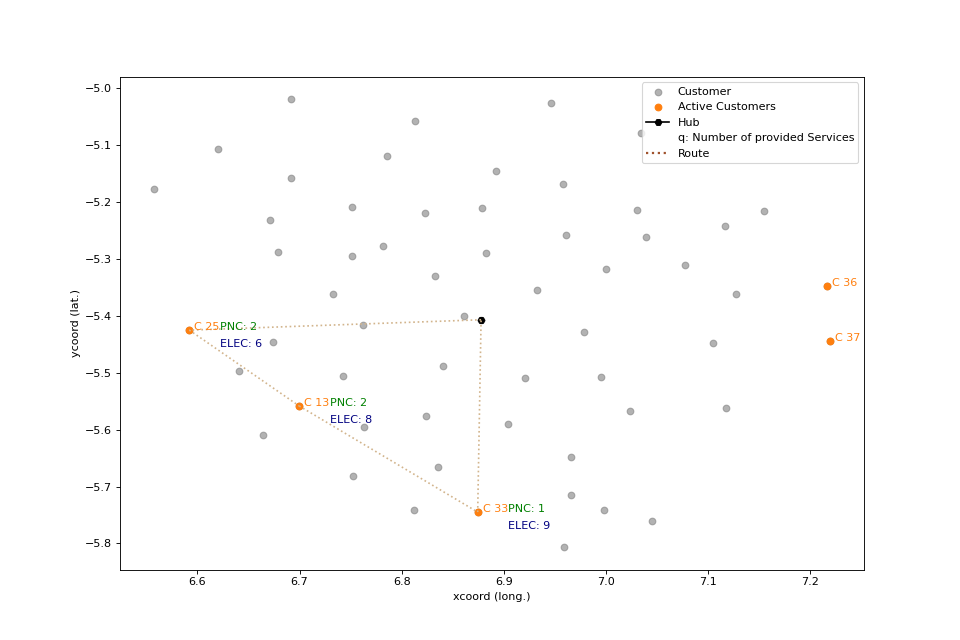 −5.0
−5.1
−5.2
−5.3
−5.4
−5.5
−5.6
−5.7
−5.8
ycoord (lat.)
Customer
Active Customers
Hub
q: Number of provided Services
Route
C 36
C 37
C 25 PNC: 2
ELEC: 6
C 13 PNC: 2
ELEC: 8
C 33 PNC: 1
ELEC: 9
6.6 6.7 6.8 6.9 7.0 7.1 7.2
xcoord (long.)